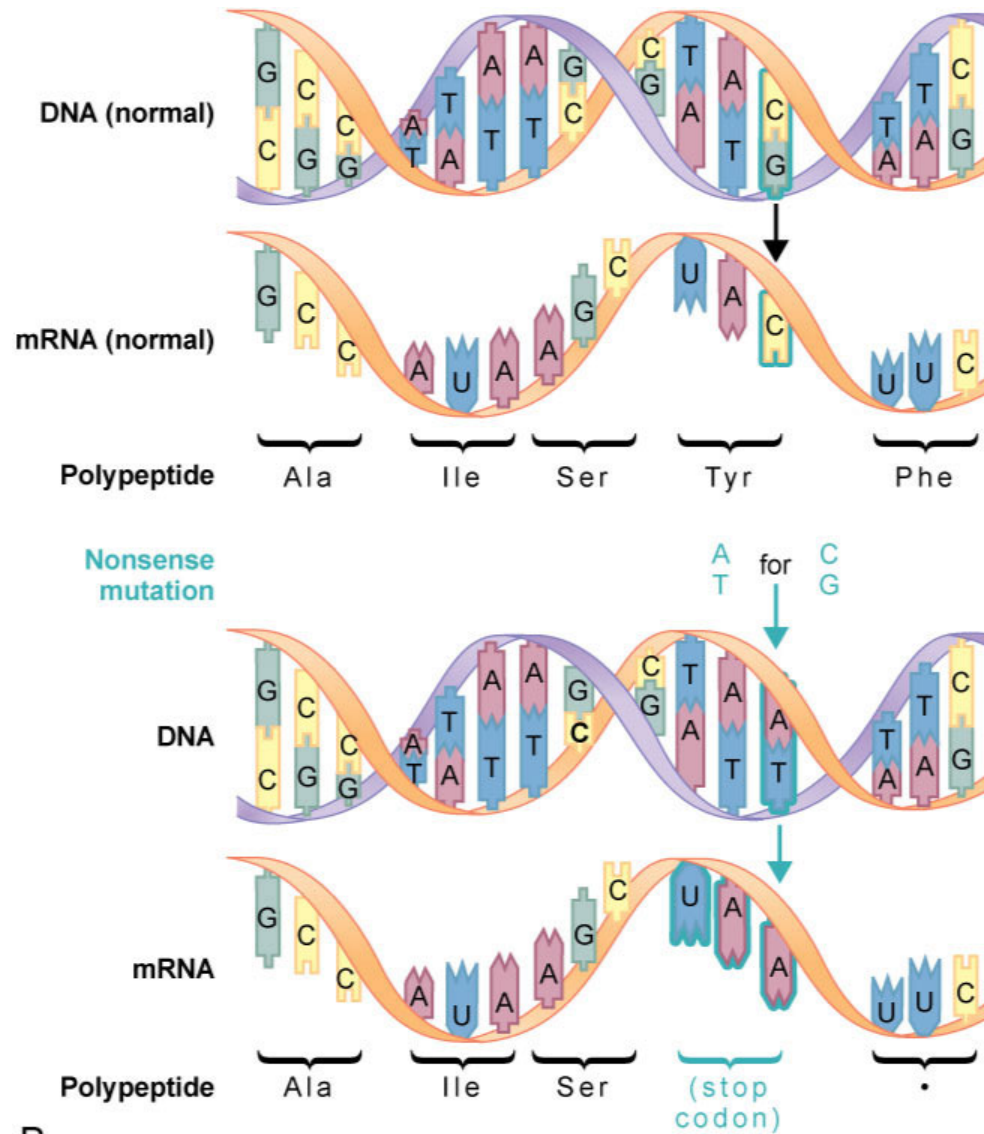 G C C A T A A G C T A C T T C
DNA (normal)
C G G T A T T C G A T G A A G
mRNA (normal)
G C C A U A A G C U A C U U C
Polypeptide Ala Ile Ser Tyr Phe
Nonsense
mutation
A for C
T G
G C C A T A A G C T A A T T C
DNA
C G G T A T T C G A T T A A G
mRNA
G C C A U A A G C U A A U U C
Polypeptide Ala Ile Ser (stop
codon) •